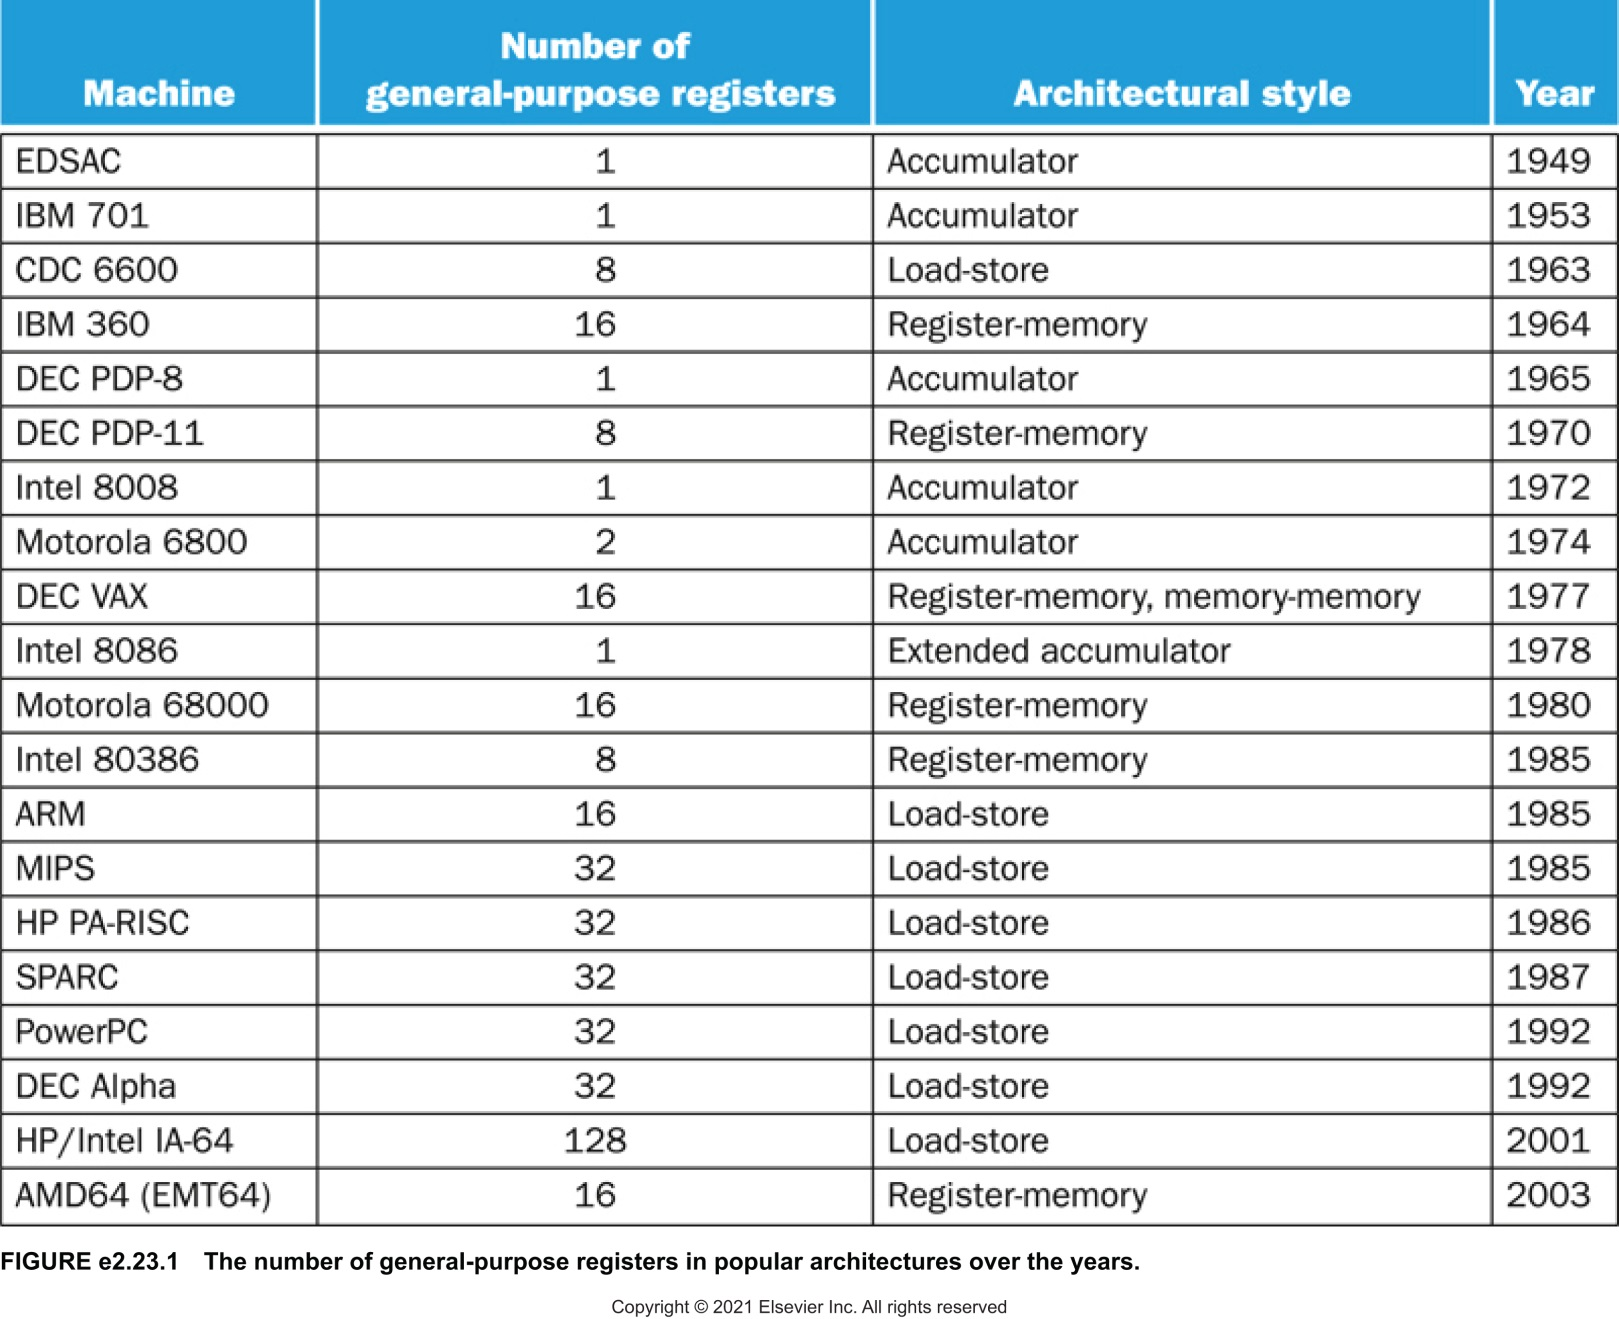 Machine Number of general-purpose registers Architectural style Year
EDSAC 1 Accumulator 1949
IBM 701 1 Accumulator 1953
CDC 6600 8 Load-store 1963
IBM 360 16 Register-memory 1964
DEC PDP-8 1 Accumulator 1965
DEC PDP-11 8 Register-memory 1970
Intel 8008 1 Accumulator 1972
Motorola 6800 2 Accumulator 1974
DEC VAX 16 Register-memory, memory-memory 1977
Intel 8086 1 Extended accumulator 1978
Motorola 68000 16 Register-memory 1980
Intel 80386 8 Register-memory 1985
ARM 16 Load-store 1985
MIPS 32 Load-store 1985
HP PA-RISC 32 Load-store 1986
SPARC 32 Load-store 1987
PowerPC 32 Load-store 1992
DEC Alpha 32 Load-store 1992
HP/Intel IA-64 128 Load-store 2001
AMD64 (EMT64) 16 Register-memory 2003
FIGURE e2.23.1 The number of general-purpose registers in popular architectures over the years.
Copyright © 2021 Elsevier Inc. All rights reserved